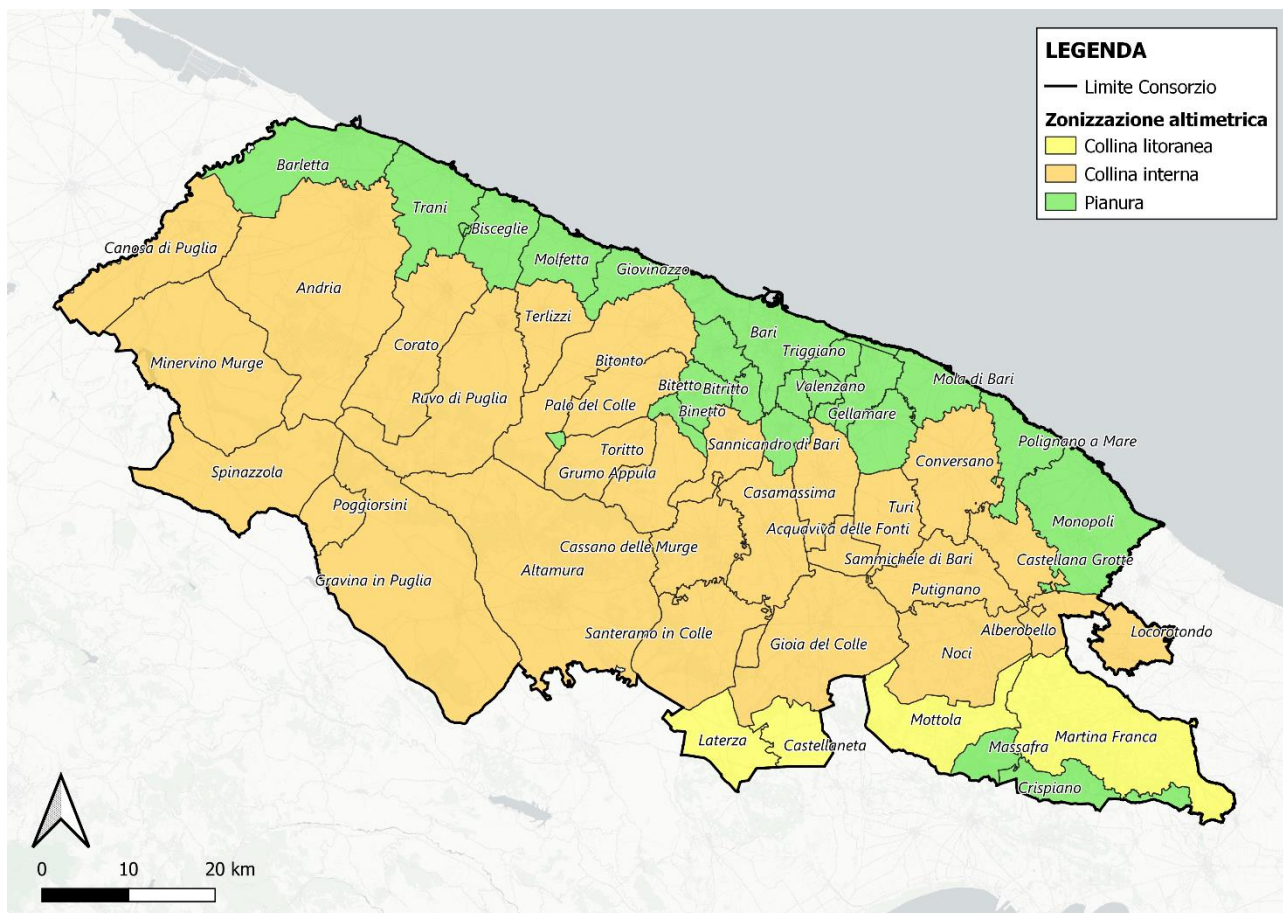 LEGENDA
Limite Consorzio
Zonizzazione altimetrica
Collina litoranea
Collina interna
Pianura
Barletta
Trani
Bisceglie
Canosa di Puglia
Molfetta
Giovinazzo
Andria
Terlizzi
Bari
Corato
Triggiano
Minervino Murge
Bitonto
Mola di Bari
Ruvo di Puglia
Bitetto
Bitritto
Valenzano
Palo del Colle
Binetto
Cellamare
Toritto
Sannicandro di Bari
Polignano a Mare
Spinazzola
Grumo Appula
Conversano
Casamassima
Poggiorsini
Turi
Monopoli
Acquaviva delle Fonti
Cassano delle Murge
Sammichele di Bari
Castellana Grotte
Altamura
Gravina in Puglia
Putignano
Santeramo in Colle
Gioia del Colle
Alberobello
Locorotondo
Noci
Mottola
Laterza
Castellaneta
Massafra
Martina Franca
Crispiano
0 10 20 km